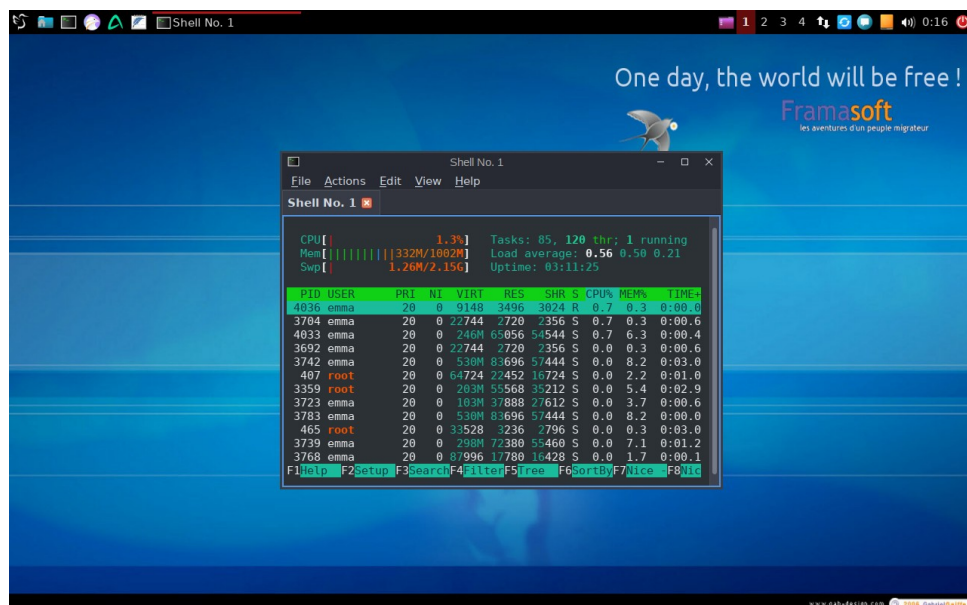 Shell No. 1
1 2 3 4 0:16
One day, the world will be free !
Framasoft
les aventures d'un peuple migrateur
Shell No. 1
File Actions Edit View Help
Shell No. 1
CPU[| 1.3%] Tasks: 85, 120 thr; 1 running
Mem[||||||||||||332M/1002M] Load average: 0.56 0.50 0.21
Swp[| 1.26M/2.15G] Uptime: 03:11:25
PID USER PRI NI VIRT RES SHR S CPU% MEM% TIME+
4036 emma 20 0 9148 3496 3024 R 0.7 0.3 0:00.0
3704 emma 20 0 22744 2720 2356 S 0.7 0.3 0:00.6
4033 emma 20 0 246M 65056 54544 S 0.7 6.3 0:00.4
3692 emma 20 0 22744 2720 2356 S 0.0 0.3 0:00.6
3742 emma 20 0 530M 83696 57444 S 0.0 8.2 0:03.0
407 root 20 0 64724 22452 16724 S 0.0 2.2 0:01.0
3359 root 20 0 203M 55568 35212 S 0.0 5.4 0:02.9
3723 emma 20 0 103M 37888 27612 S 0.0 3.7 0:00.6
3783 emma 20 0 530M 83696 57444 S 0.0 8.2 0:00.0
465 root 20 0 33528 3236 2796 S 0.0 0.3 0:03.0
3739 emma 20 0 298M 72380 55460 S 0.0 7.1 0:01.2
3768 emma 20 0 87996 17780 16428 S 0.0 1.7 0:00.1
F1Help F2Setup F3SearchF4FilterF5Tree F6SortByF7Nice -F8Nic